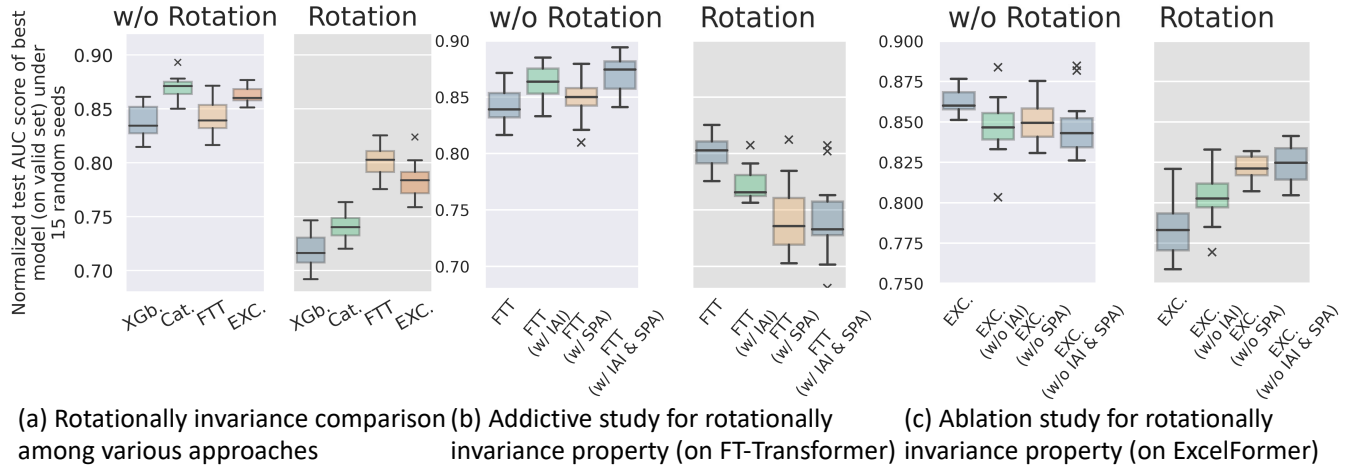 w/o Rotation
Rotation
Normalized test AUC score of best
model (on valid set) under
15 random seeds
0.90
0.85
0.80
0.75
0.70
XGb.
Cat.
FTT
EXC.
XGb.
Cat.
FTT
EXC.
(a) Rotationally invariance comparison
among various approaches
w/o Rotation
Rotation
0.90
0.85
0.80
0.75
0.70
FTT
FTT
(w/ IAI)
FTT
(w/ SPA)
FTT
(w/ IAI & SPA)
FTT
FTT
(w/ IAI)
FTT
(w/ SPA)
FTT
(w/ IAI & SPA)
(b) Addictive study for rotationally
invariance property (on FT-Transformer)
w/o Rotation
Rotation
0.900
0.875
0.850
0.825
0.800
0.775
0.750
EXC.
EXC.
(w/o IAI)
EXC.
(w/o SPA)
EXC.
(w/o IAI & SPA)
EXC.
EXC.
(w/o IAI)
EXC.
(w/o SPA)
EXC.
(w/o IAI & SPA)
(c) Ablation study for rotationally
invariance property (on ExcelFormer)